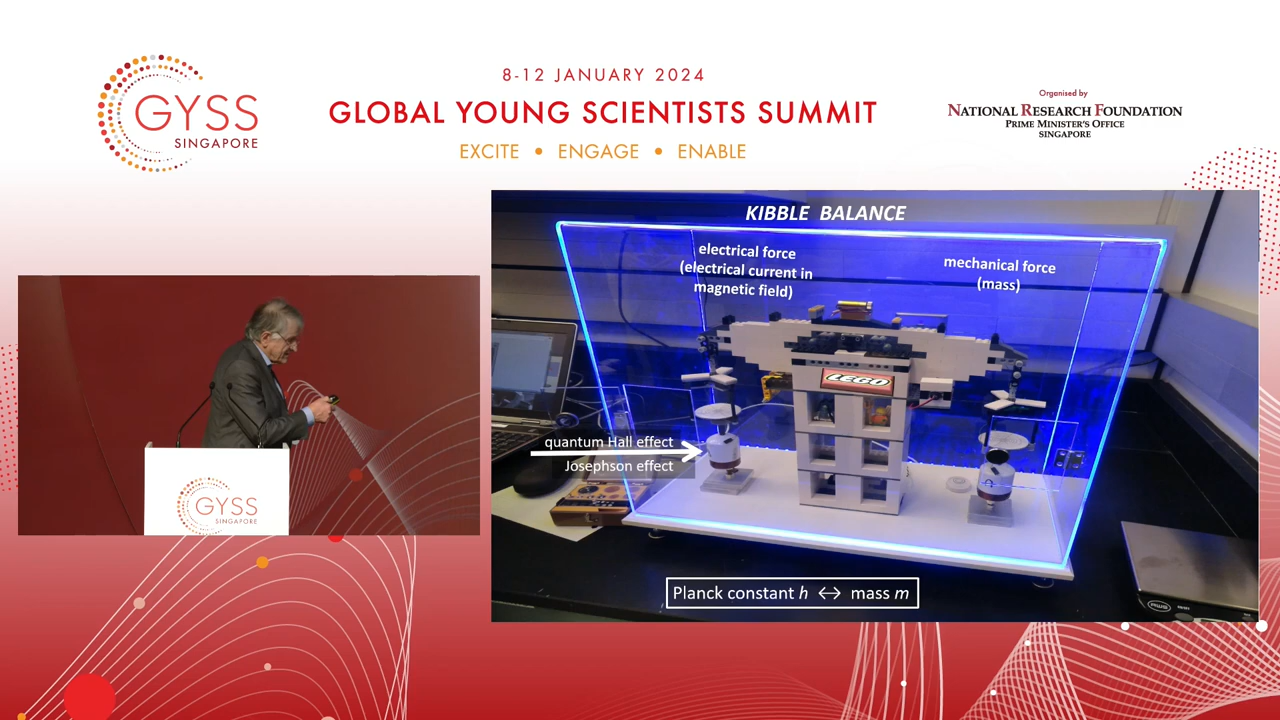 8-12 JANUARY 2024
GLOBAL YOUNG SCIENTISTS SUMMIT
EXCITE • ENGAGE • ENABLE
GYSS
SINGAPORE
Organised by
NATIONAL RESEARCH FOUNDATION
PRIME MINISTER'S OFFICE
SINGAPORE
KIBBLE BALANCE
electrical force
(electrical current in
magnetic field)
mechanical force
(mass)
LEGO
quantum Hall effect
Josephson effect
Planck constant h ↔ mass m
GYSS
SINGAPORE